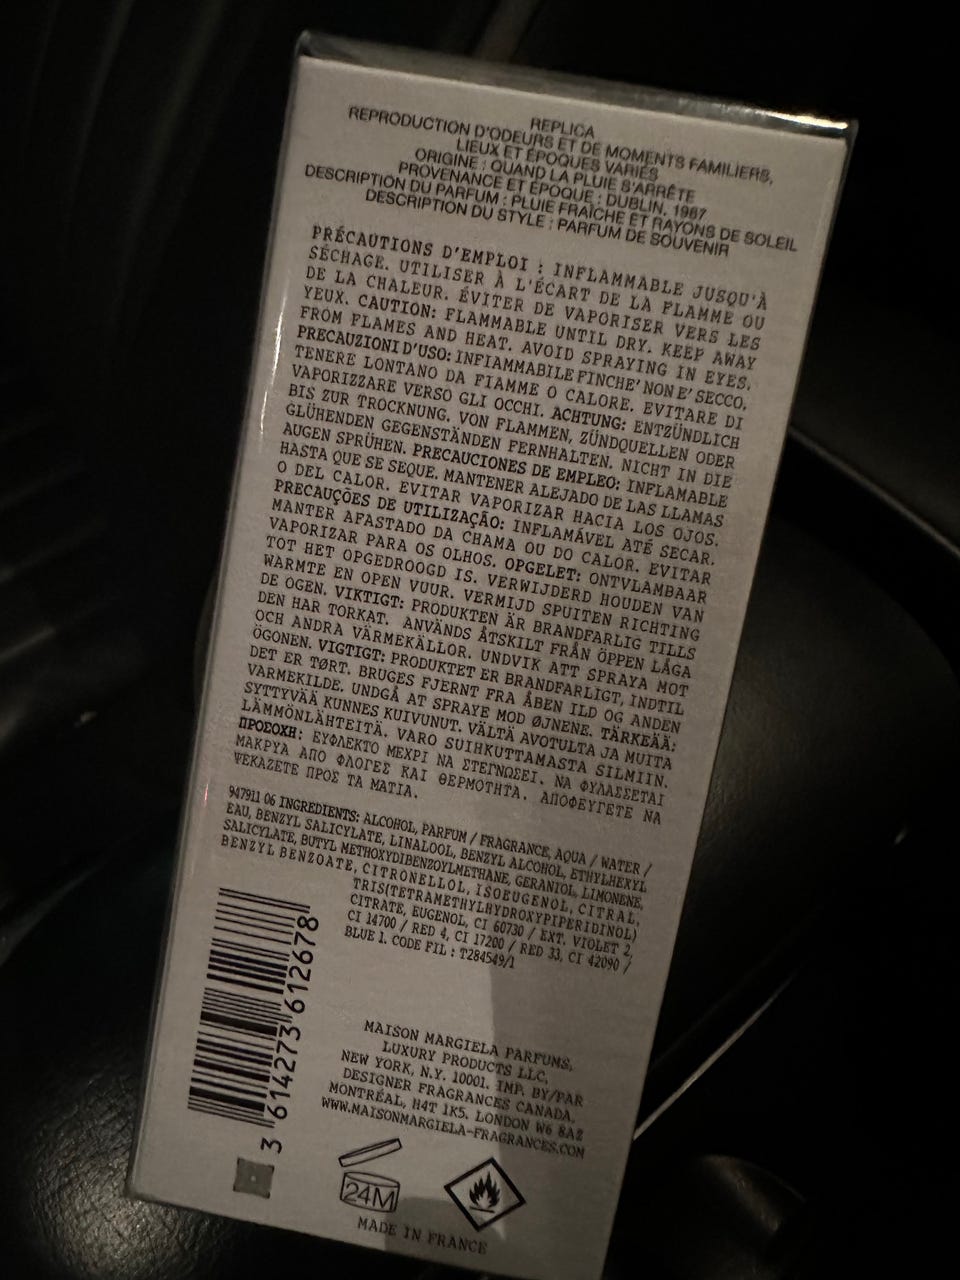 REPLICA
REPRODUCTION D'ODEURS ET DE MOMENTS FAMILIERS,
LIEUX ET ÉPOQUES VARIÉS
ORIGINE : QUAND LA PLUIE S'ARRÊTE
PROVENANCE ET ÉPOQUE : DUBLIN, 1967
DESCRIPTION DU PARFUM : PLUIE FRAÎCHE ET RAYONS DE SOLEIL
DESCRIPTION DU STYLE : PARFUM DE SOUVENIR
PRÉCAUTIONS D'EMPLOI : INFLAMMABLE JUSQU'À
SÉCHAGE. UTILISER À L'ÉCART DE LA FLAMME OU
DE LA CHALEUR. ÉVITER DE VAPORISER VERS LES
YEUX. CAUTION: FLAMMABLE UNTIL DRY. KEEP AWAY
FROM FLAMES AND HEAT. AVOID SPRAYING IN EYES.
PRECAUZIONI D'USO: INFIAMMABILE FINCHE' NON E' SECCO.
TENERE LONTANO DA FIAMME O CALORE. EVITARE DI
VAPORIZZARE VERSO GLI OCCHI. ACHTUNG: ENTZÜNDLICH
BIS ZUR TROCKNUNG. VON FLAMMEN, ZÜNDQUELLEN ODER
GLÜHENDEN GEGENSTÄNDEN FERNHALTEN. NICHT IN DIE
AUGEN SPRÜHEN. PRECAUCIONES DE EMPLEO: INFLAMABLE
HASTA QUE SE SEQUE. MANTENER ALEJADO DE LAS LLAMAS
O DEL CALOR. EVITAR VAPORIZAR HACIA LOS OJOS.
PRECAUÇÕES DE UTILIZAÇÃO: INFLAMÁVEL ATÉ SECAR.
MANTER AFASTADO DA CHAMA OU DO CALOR. EVITAR
VAPORIZAR PARA OS OLHOS. OPGELET: ONTVLAMBAAR
TOT HET OPGEDROOGD IS. VERWIJDERD HOUDEN VAN
WARMTE EN OPEN VUUR. VERMIJD SPUITEN RICHTING
DE OGEN. VIKTIGT: PRODUKTEN ÄR BRANDFARLIG TILLS
DEN HAR TORKAT. ANVÄNDS ÅTSKILT FRÅN ÖPPEN LÅGA
OCH ANDRA VÄRMEKÄLLOR. UNDVIK ATT SPRAYA MOT
ÖGONEN. VIGTIGT: PRODUKTET ER BRANDFARLIGT, INDTIL
DET ER TØRT. BRUGES FJERNT FRA ÅBEN ILD OG ANDEN
VARMEKILDE. UNDGÅ AT SPRAYE MOD ØJNENE. TÄRKEÄÄ:
SYTTYVÄÄ KUNNES KUIVUNUT. VÄLTÄ AVOTULTA JA MUITA
LÄMMÖNLÄHTEITÄ. VARO SUIHKUTTAMASTA SILMIIN.
ΠΡΟΣΟΧΗ: ΕΥΦΛΕΚΤΟ ΜΕΧΡΙ ΝΑ ΣΤΕΓΝΩΣΕΙ. ΝΑ ΦΥΛΑΣΣΕΤΑΙ
ΜΑΚΡΥΑ ΑΠΟ ΦΛΟΓΕΣ ΚΑΙ ΘΕΡΜΟΤΗΤΑ. ΑΠΟΦΕΥΓΕΤΕ ΝΑ
ΨΕΚΑΖΕΤΕ ΠΡΟΣ ΤΑ ΜΑΤΙΑ.
947911 06 INGREDIENTS: ALCOHOL, PARFUM / FRAGRANCE, AQUA / WATER /
EAU, BENZYL SALICYLATE, LINALOOL, BENZYL ALCOHOL, ETHYLHEXYL
SALICYLATE, BUTYL METHOXYDIBENZOYLMETHANE, GERANIOL, LIMONENE,
BENZYL BENZOATE, CITRONELLOL, ISOEUGENOL, CITRAL,
TRIS(TETRAMETHYLHYDROXYPIPERIDINOL)
CITRATE, EUGENOL, CI 60730 / EXT. VIOLET 2,
CI 14700 / RED 4, CI 17200 / RED 33, CI 42090 /
BLUE 1. CODE FIL : T284549/1
3 614273 612678
MAISON MARGIELA PARFUMS,
LUXURY PRODUCTS LLC,
NEW YORK, N.Y. 10001. IMP. BY/PAR
DESIGNER FRAGRANCES CANADA,
MONTRÉAL, H4T 1K5. LONDON W6 8AZ
WWW.MAISONMARGIELA-FRAGRANCES.COM
24M
MADE IN FRANCE